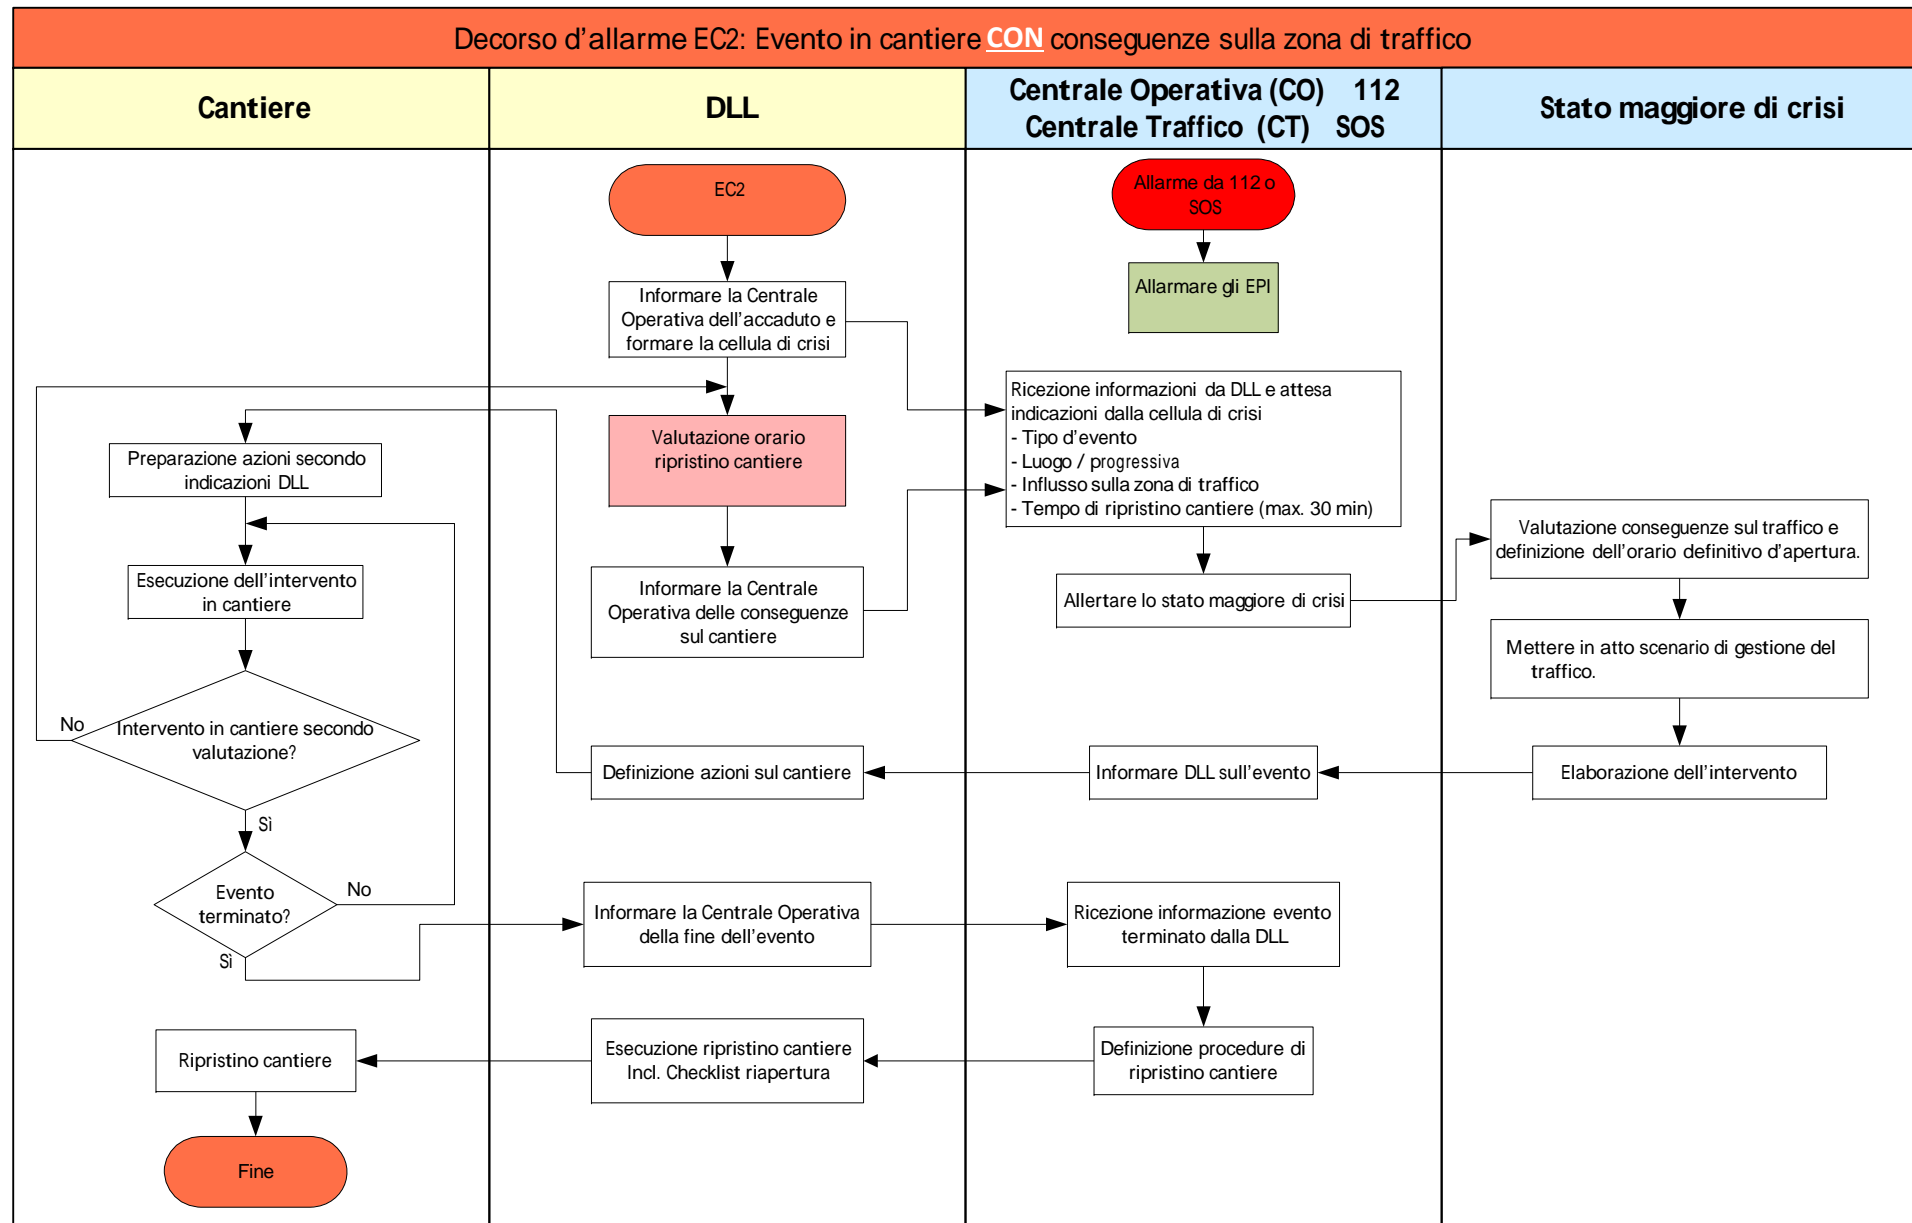 Decorso d'allarme EC2: Evento in cantiere CON conseguenze sulla zona di traffico
Cantiere
DLL
Centrale Operativa (CO) 112
Centrale Traffico (CT) SOS
Stato maggiore di crisi
EC2
Allarme da 112 o
SOS
Allarmare gli EPI
Informare la Centrale
Operativa dell'accaduto e
formare la cellula di crisi
Ricezione informazioni da DLL e attesa
indicazioni dalla cellula di crisi
- Tipo d'evento
- Luogo / progressiva
- Influsso sulla zona di traffico
- Tempo di ripristino cantiere (max. 30 min)
Valutazione orario
ripristino cantiere
Preparazione azioni secondo
indicazioni DLL
Valutazione conseguenze sul traffico e
definizione dell'orario definitivo d'apertura.
Esecuzione dell'intervento
in cantiere
Informare la Centrale
Operativa delle conseguenze
sul cantiere
Allertare lo stato maggiore di crisi
Mettere in atto scenario di gestione del
traffico.
No
Intervento in cantiere secondo
valutazione?
Definizione azioni sul cantiere
Informare DLL sull'evento
Elaborazione dell'intervento
Sì
Evento
terminato?
No
Sì
Informare la Centrale Operativa
della fine dell'evento
Ricezione informazione evento
terminato dalla DLL
Ripristino cantiere
Esecuzione ripristino cantiere
Incl. Checklist riapertura
Definizione procedure di
ripristino cantiere
Fine